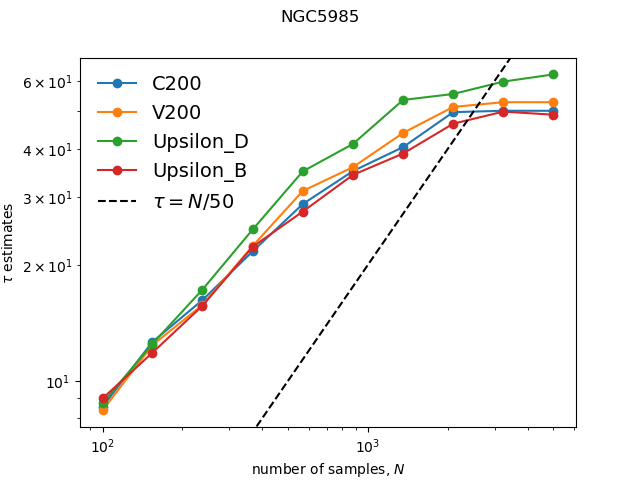 NGC5985
C200
V200
Upsilon_D
Upsilon_B
τ = N/50
τ estimates
6 × 10¹
4 × 10¹
3 × 10¹
2 × 10¹
10¹
10²
10³
number of samples, N